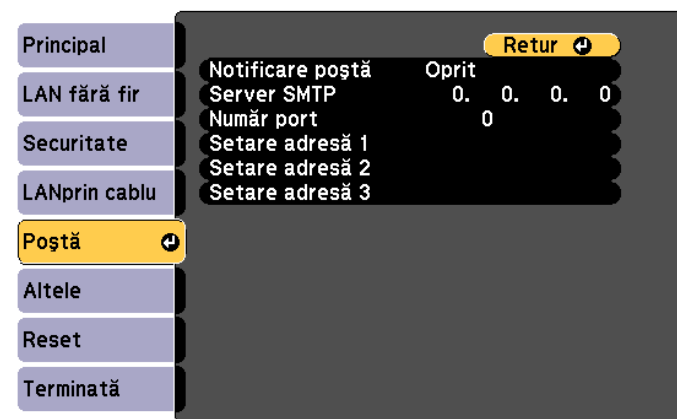 Principal
LAN fără fir
Securitate
LANprin cablu
Poştă
Altele
Reset
Terminată
Retur
Notificare poştă Oprit
Server SMTP 0. 0. 0. 0
Număr port 0
Setare adresă 1
Setare adresă 2
Setare adresă 3